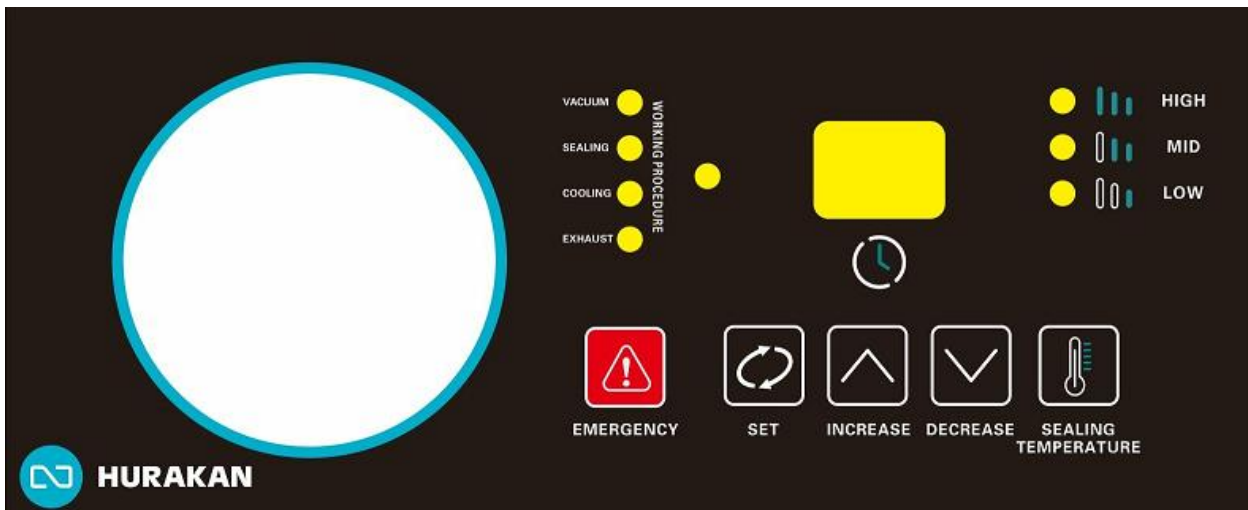 VACUUM
SEALING
COOLING
EXHAUST
WORKING PROCEDURE
HIGH
MID
LOW
EMERGENCY
SET
INCREASE
DECREASE
SEALING
TEMPERATURE
HURAKAN